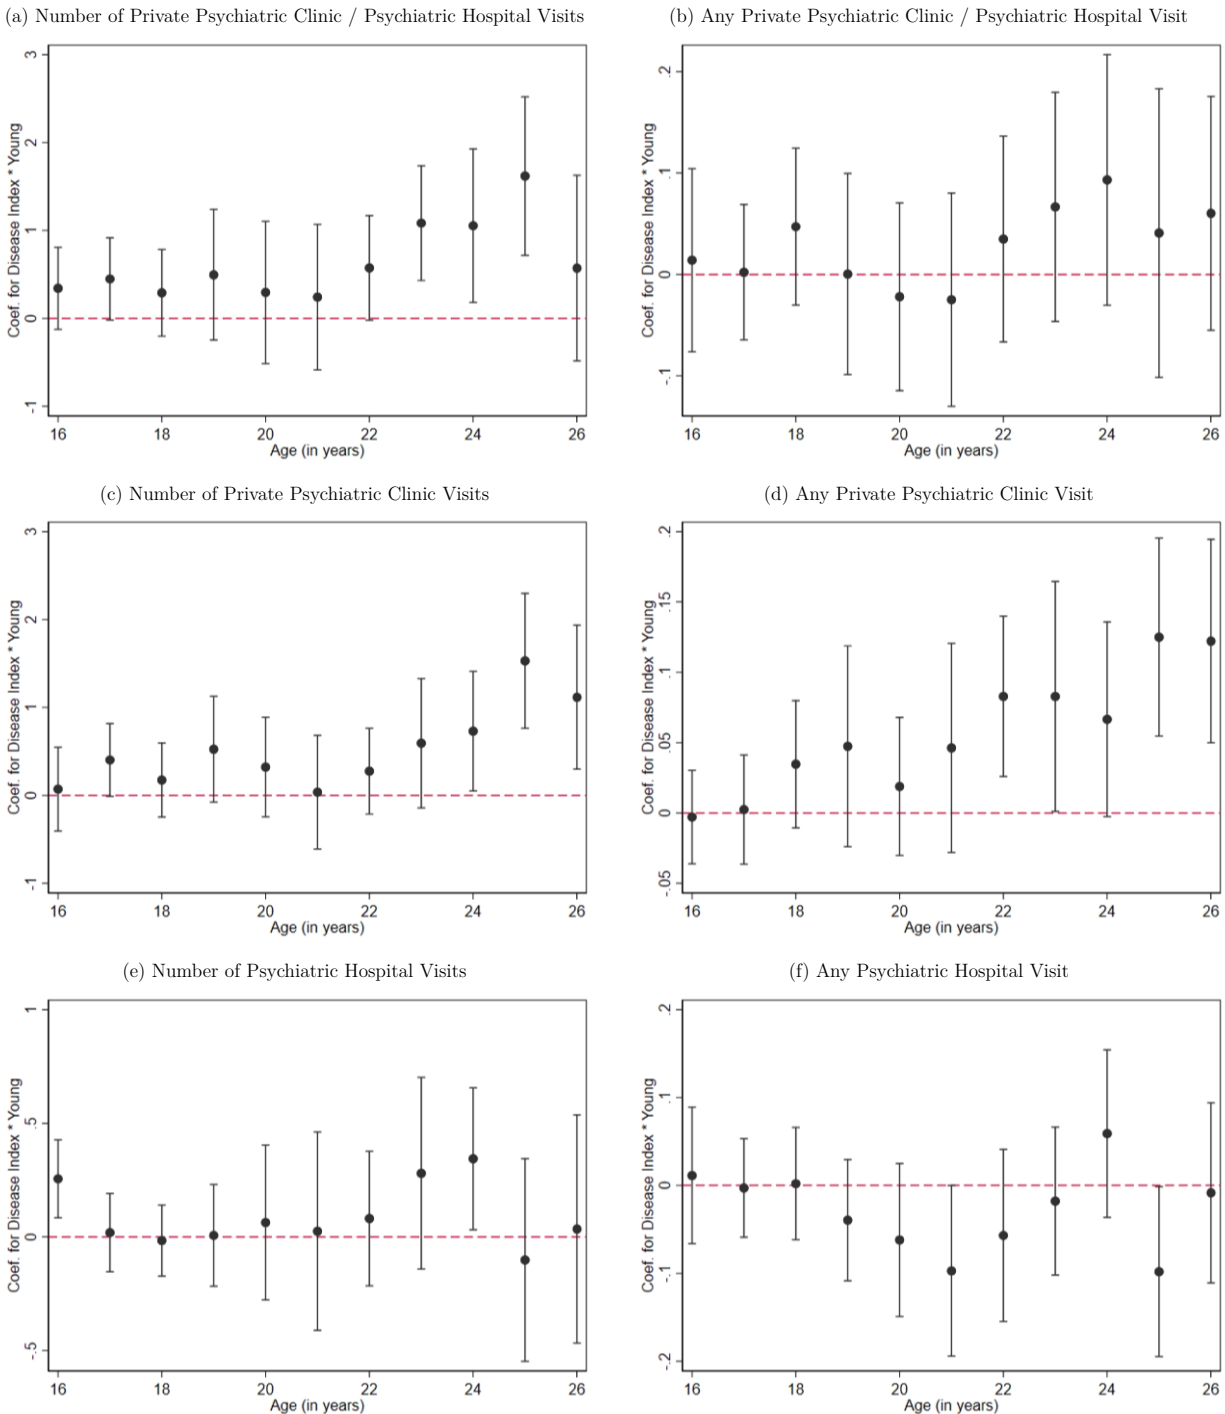 (a) Number of Private Psychiatric Clinic / Psychiatric Hospital Visits
Coef. for Disease Index * Young
3
2
1
0
-1
16 18 20 22 24 26
Age (in years)
(b) Any Private Psychiatric Clinic / Psychiatric Hospital Visit
Coef. for Disease Index * Young
.2
.1
0
-.1
16 18 20 22 24 26
Age (in years)
(c) Number of Private Psychiatric Clinic Visits
Coef. for Disease Index * Young
3
2
1
0
-1
16 18 20 22 24 26
Age (in years)
(d) Any Private Psychiatric Clinic Visit
Coef. for Disease Index * Young
.2
.15
.1
.05
0
-.05
16 18 20 22 24 26
Age (in years)
(e) Number of Psychiatric Hospital Visits
Coef. for Disease Index * Young
1
.5
0
-.5
16 18 20 22 24 26
Age (in years)
(f) Any Psychiatric Hospital Visit
Coef. for Disease Index * Young
.2
.1
0
-.1
-.2
16 18 20 22 24 26
Age (in years)